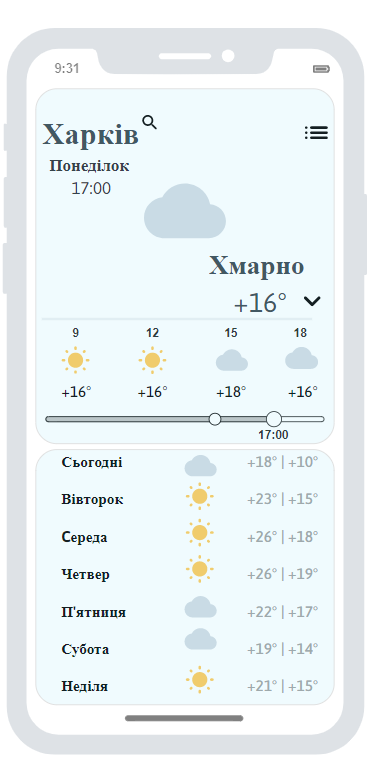 9:31
Харків
Понеділок
17:00
Хмарно
+16°
9 12 15 18
+16° +16° +18° +16°
17:00
Сьогодні +18° | +10°
Вівторок +23° | +15°
Середа +26° | +18°
Четвер +26° | +19°
П'ятниця +22° | +17°
Субота +19° | +14°
Неділя +21° | +15°